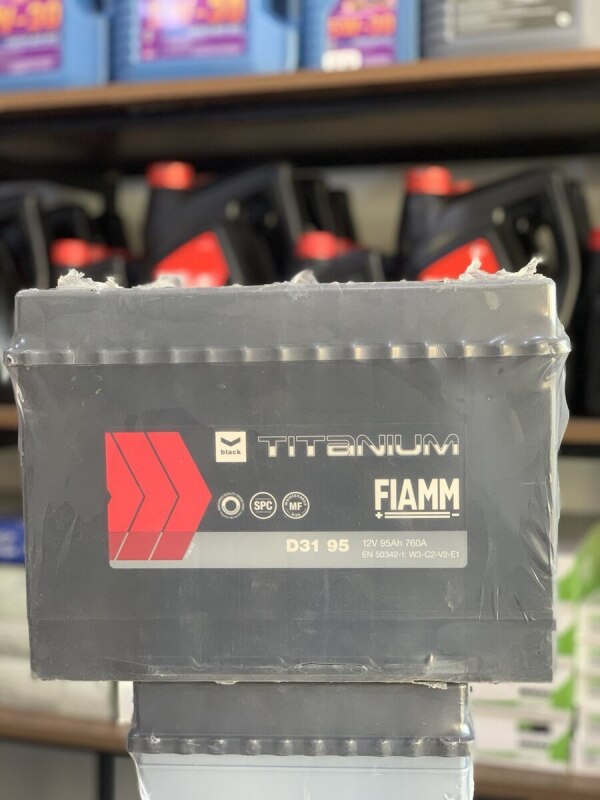 black
TITANIUM
FIAMM
SPC
MF
D31 95
12V 95Ah 760A
EN 50342-1: W3-C2-V2-E1